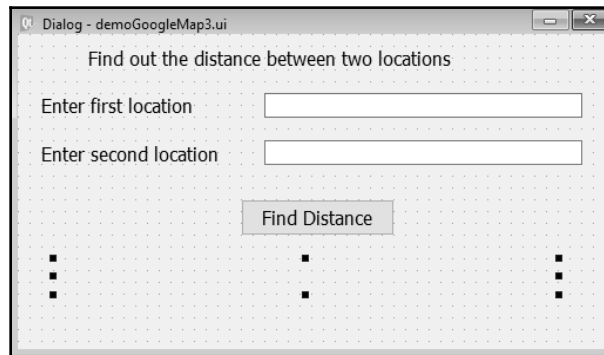 Dialog - demoGoogleMap3.ui
Find out the distance between two locations
Enter first location
Enter second location
Find Distance